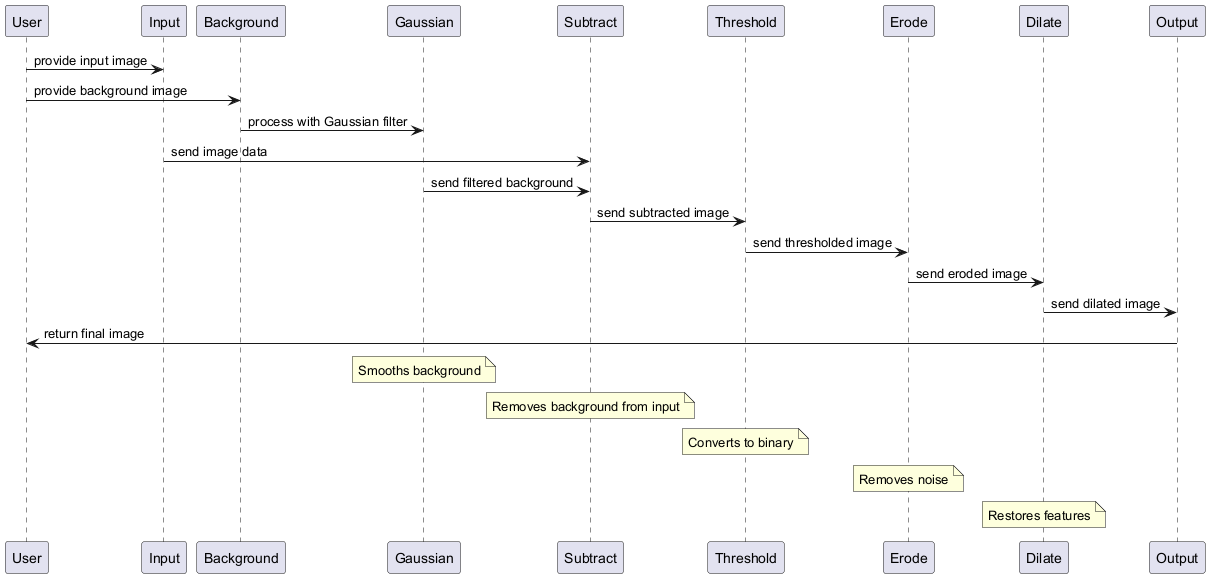 User
Input
Background
Gaussian
Subtract
Threshold
Erode
Dilate
Output
provide input image
provide background image
process with Gaussian filter
send image data
send filtered background
send subtracted image
send thresholded image
send eroded image
send dilated image
return final image
Smooths background
Removes background from input
Converts to binary
Removes noise
Restores features
User
Input
Background
Gaussian
Subtract
Threshold
Erode
Dilate
Output